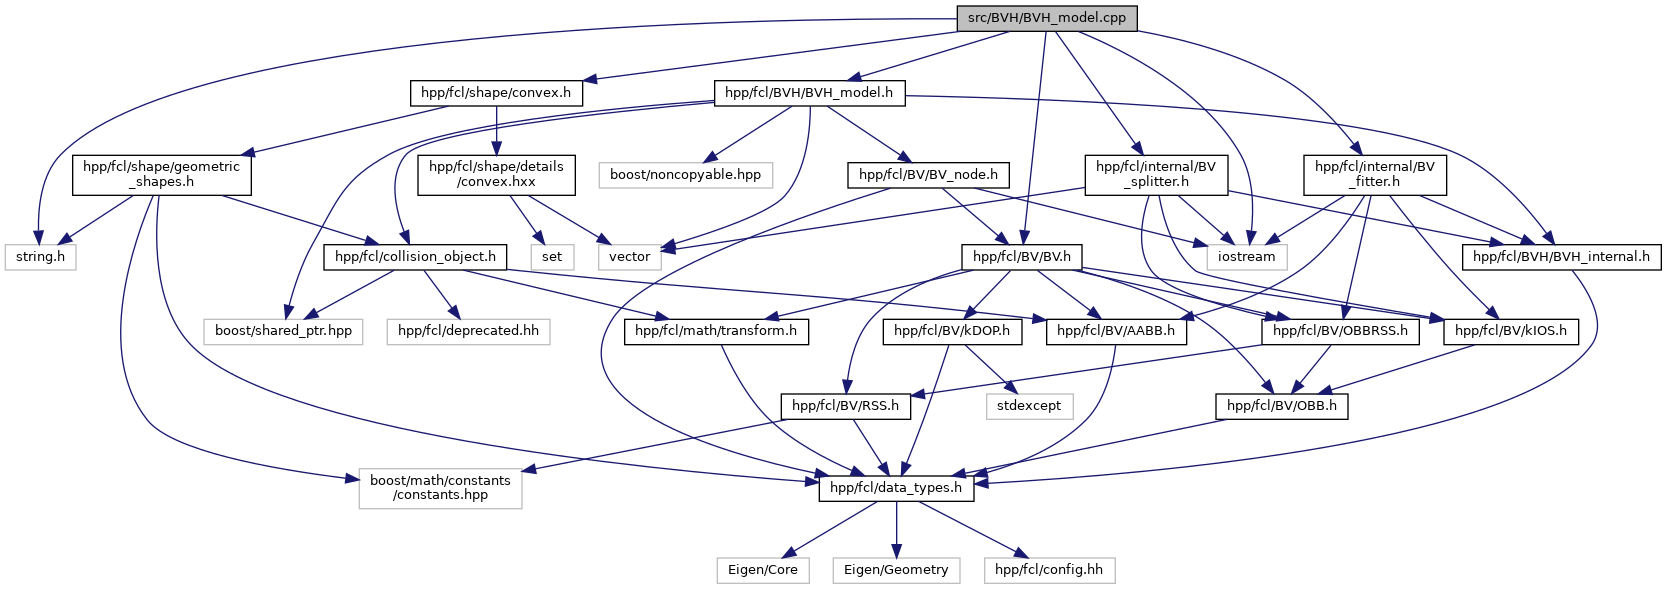 src/BVH/BVH_model.cpp
hpp/fcl/shape/convex.h
hpp/fcl/BVH/BVH_model.h
hpp/fcl/shape/geometric
_shapes.h
hpp/fcl/shape/details
/convex.hxx
boost/noncopyable.hpp
hpp/fcl/BV/BV_node.h
hpp/fcl/internal/BV
_splitter.h
hpp/fcl/internal/BV
_fitter.h
string.h
hpp/fcl/collision_object.h
set
vector
hpp/fcl/BV/BV.h
iostream
hpp/fcl/BVH/BVH_internal.h
boost/shared_ptr.hpp
hpp/fcl/deprecated.hh
hpp/fcl/math/transform.h
hpp/fcl/BV/kDOP.h
hpp/fcl/BV/AABB.h
hpp/fcl/BV/OBBRSS.h
hpp/fcl/BV/kIOS.h
hpp/fcl/BV/RSS.h
stdexcept
hpp/fcl/BV/OBB.h
boost/math/constants
/constants.hpp
hpp/fcl/data_types.h
Eigen/Core
Eigen/Geometry
hpp/fcl/config.hh